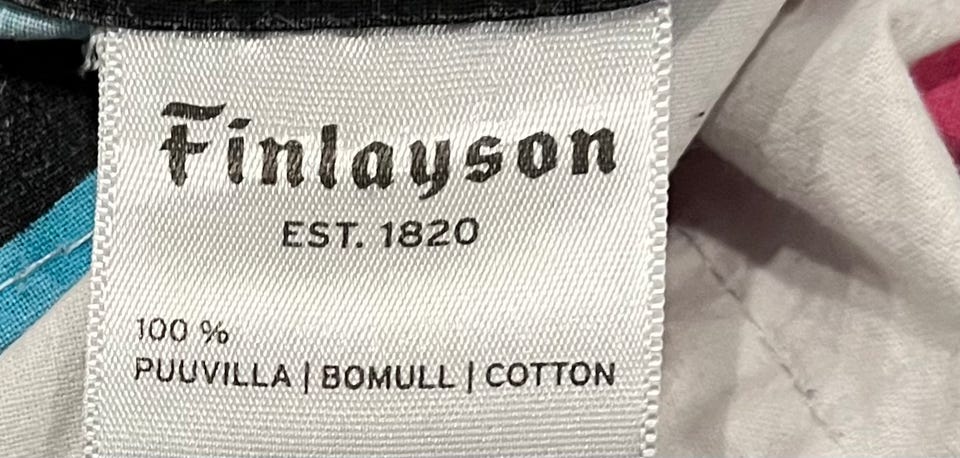 Finlayson
EST. 1820
100 %
PUUVILLA | BOMULL | COTTON